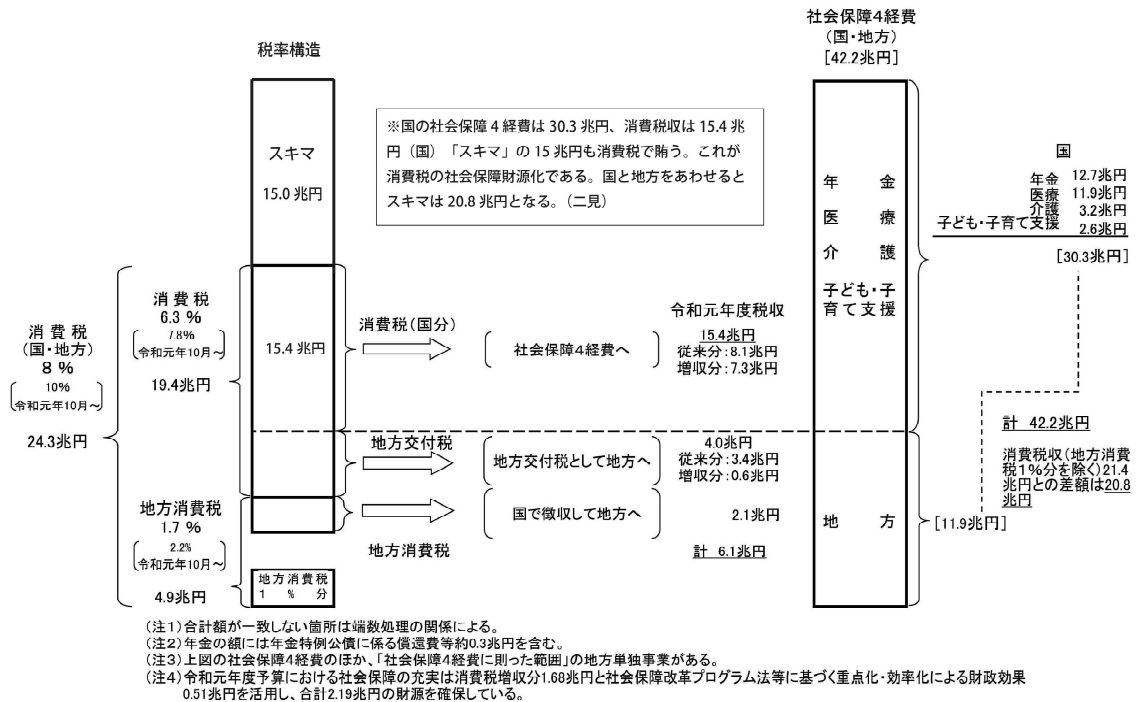 税率構造
スキマ
15.0 兆円
15.4 兆円
地方消費税
1 % 分
※国の社会保障４経費は 30.3 兆円、消費税収は 15.4 兆
円（国）「スキマ」の 15 兆円も消費税で賄う。これが
消費税の社会保障財源化である。国と地方をあわせると
スキマは 20.8 兆円となる。（二見）
消費税
（国・地方）
８％
10%
令和元年10月～
24.3兆円
消費税
6.3 %
7.8%
令和元年10月～
19.4兆円
地方消費税
1.7 %
2.2%
令和元年10月～
4.9兆円
消費税（国分）
社会保障４経費へ
令和元年度税収
15.4兆円
従来分：8.1兆円
増収分：7.3兆円
地方交付税
地方交付税として地方へ
4.0兆円
従来分：3.4兆円
増収分：0.6兆円
国で徴収して地方へ
2.1兆円
地方消費税
計 6.1兆円
社会保障４経費
（国・地方）
［42.2兆円］
年 金
医 療
介 護
子ども・子
育て支援
地 方
国
年金 12.7兆円
医療 11.9兆円
介護 3.2兆円
子ども・子育て支援 2.6兆円
［30.3兆円］
［11.9兆円］
計 42.2兆円
消費税収（地方消費
税1％分を除く）21.4
兆円との差額は20.8
兆円
（注１）合計額が一致しない箇所は端数処理の関係による。
（注２）年金の額には年金特例公債に係る償還費等約0.3兆円を含む。
（注３）上図の社会保障４経費のほか、「社会保障４経費に則った範囲」の地方単独事業がある。
（注４）令和元年度予算における社会保障の充実は消費税増収分1.68兆円と社会保障改革プログラム法等に基づく重点化・効率化による財政効果
0.51兆円を活用し、合計2.19兆円の財源を確保している。